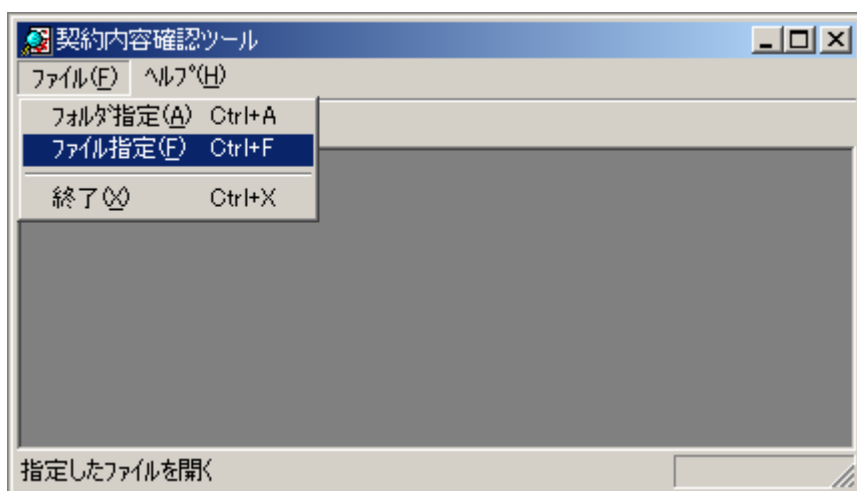 契約内容確認ツール
ファイル(F) ヘルプ(H)
フォルダ指定(A) Ctrl+A
ファイル指定(F) Ctrl+F
終了(X) Ctrl+X
指定したファイルを開く